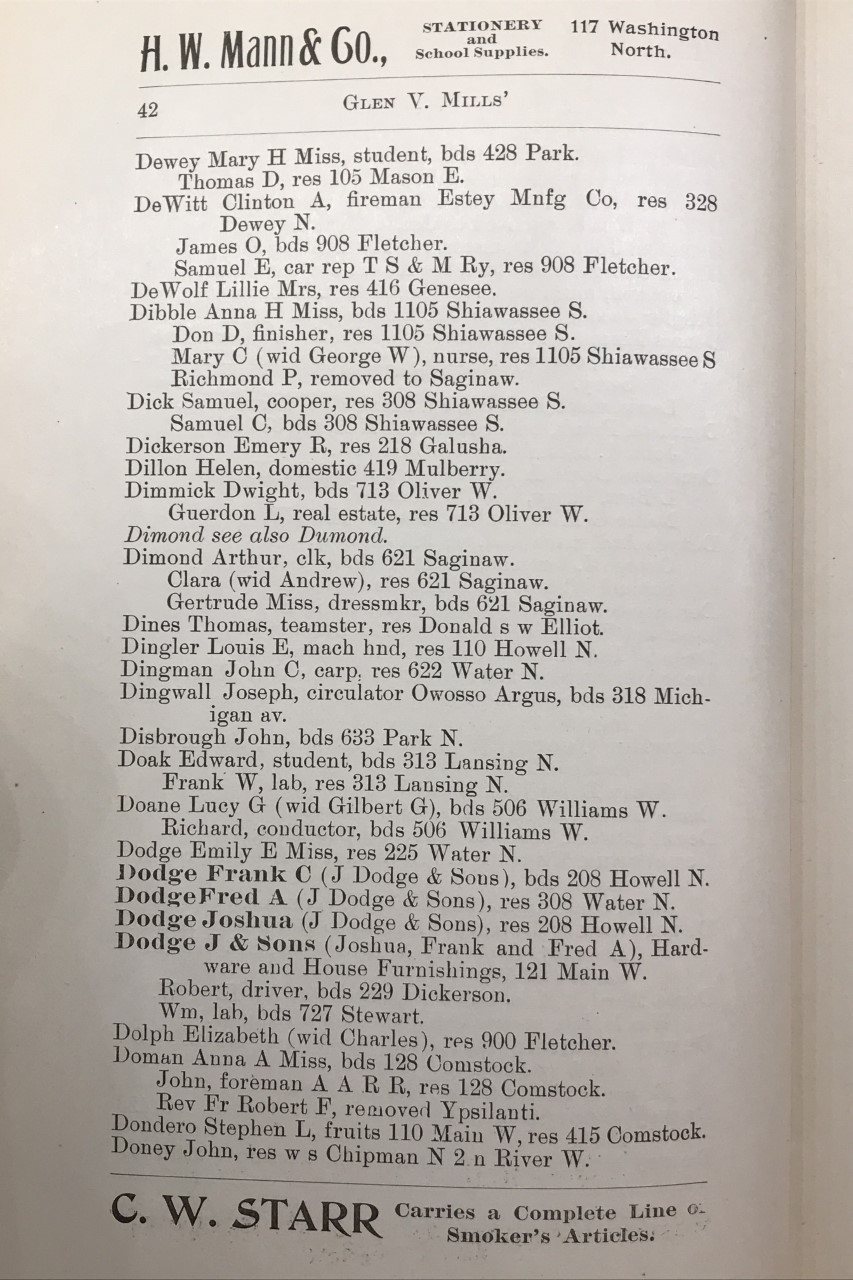 H. W. Mann & Co., STATIONERY and School Supplies. 117 Washington North.
42 GLEN V. MILLS'
Dewey Mary H Miss, student, bds 428 Park.
Thomas D, res 105 Mason E.
DeWitt Clinton A, fireman Estey Mnfg Co, res 328
Dewey N.
James O, bds 908 Fletcher.
Samuel E, car rep T S & M Ry, res 908 Fletcher.
DeWolf Lillie Mrs, res 416 Genesee.
Dibble Anna H Miss, bds 1105 Shiawassee S.
Don D, finisher, res 1105 Shiawassee S.
Mary C (wid George W), nurse, res 1105 Shiawassee S
Richmond P, removed to Saginaw.
Dick Samuel, cooper, res 308 Shiawassee S.
Samuel C, bds 308 Shiawassee S.
Dickerson Emery R, res 218 Galusha.
Dillon Helen, domestic 419 Mulberry.
Dimmick Dwight, bds 713 Oliver W.
Guerdon L, real estate, res 713 Oliver W.
Dimond see also Dumond.
Dimond Arthur, clk, bds 621 Saginaw.
Clara (wid Andrew), res 621 Saginaw.
Gertrude Miss, dressmkr, bds 621 Saginaw.
Dines Thomas, teamster, res Donald s w Elliot.
Dingler Louis E, mach hnd, res 110 Howell N.
Dingman John C, carp, res 622 Water N.
Dingwall Joseph, circulator Owosso Argus, bds 318 Mich-
igan av.
Disbrough John, bds 633 Park N.
Doak Edward, student, bds 313 Lansing N.
Frank W, lab, res 313 Lansing N.
Doane Lucy G (wid Gilbert G), bds 506 Williams W.
Richard, conductor, bds 506 Williams W.
Dodge Emily E Miss, res 225 Water N.
Dodge Frank C (J Dodge & Sons), bds 208 Howell N.
Dodge Fred A (J Dodge & Sons), res 308 Water N.
Dodge Joshua (J Dodge & Sons), res 208 Howell N.
Dodge J & Sons (Joshua, Frank and Fred A), Hard-
ware and House Furnishings, 121 Main W.
Robert, driver, bds 229 Dickerson.
Wm, lab, bds 727 Stewart.
Dolph Elizabeth (wid Charles), res 900 Fletcher.
Doman Anna A Miss, bds 128 Comstock.
John, foreman A A R R, res 128 Comstock.
Rev Fr Robert F, removed Ypsilanti.
Dondero Stephen L, fruits 110 Main W, res 415 Comstock.
Doney John, res w s Chipman N 2 n River W.
C. W. STARR Carries a Complete Line
Smoker's Articles.